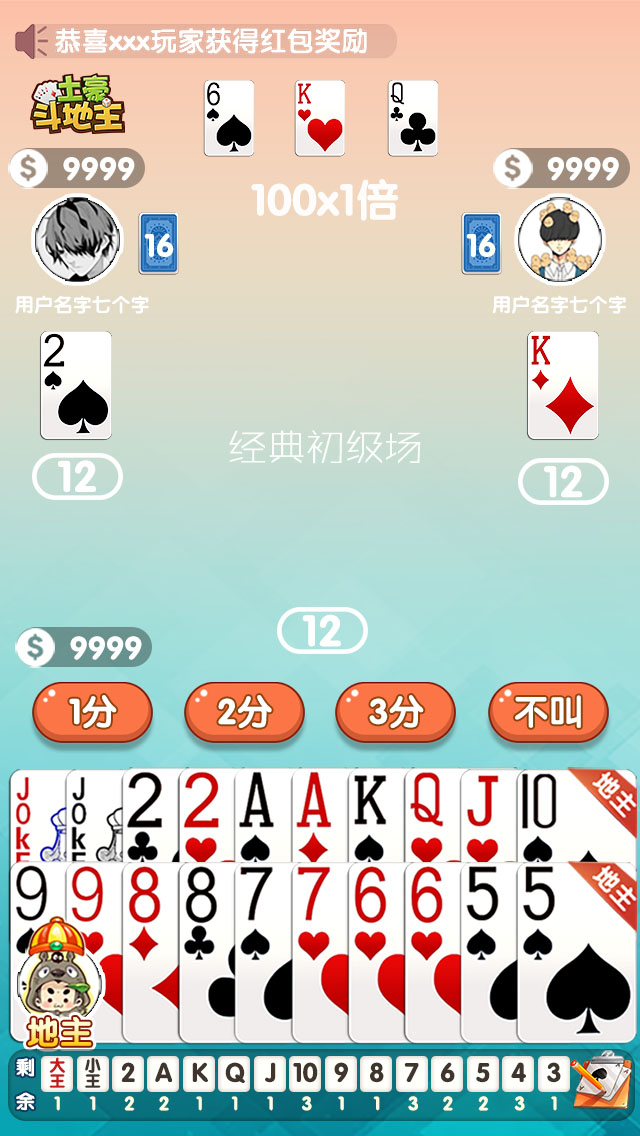 恭喜xxx玩家获得红包奖励
土豪
斗地主
6 K Q
$ 9999 $ 9999
100x1倍
16 16
用户名字七个字 用户名字七个字
2 K
经典初级场
12 12
12
$ 9999
1分 2分 3分 不叫
JOKE JOKE 2 2 A A K Q J 10 地主
9 9 8 8 7 7 6 6 5 5 地主
地主
剩余 大王 小王 2 A K Q J 10 9 8 7 6 5 4 3
1 1 2 2 1 1 1 3 1 1 3 2 2 3 1